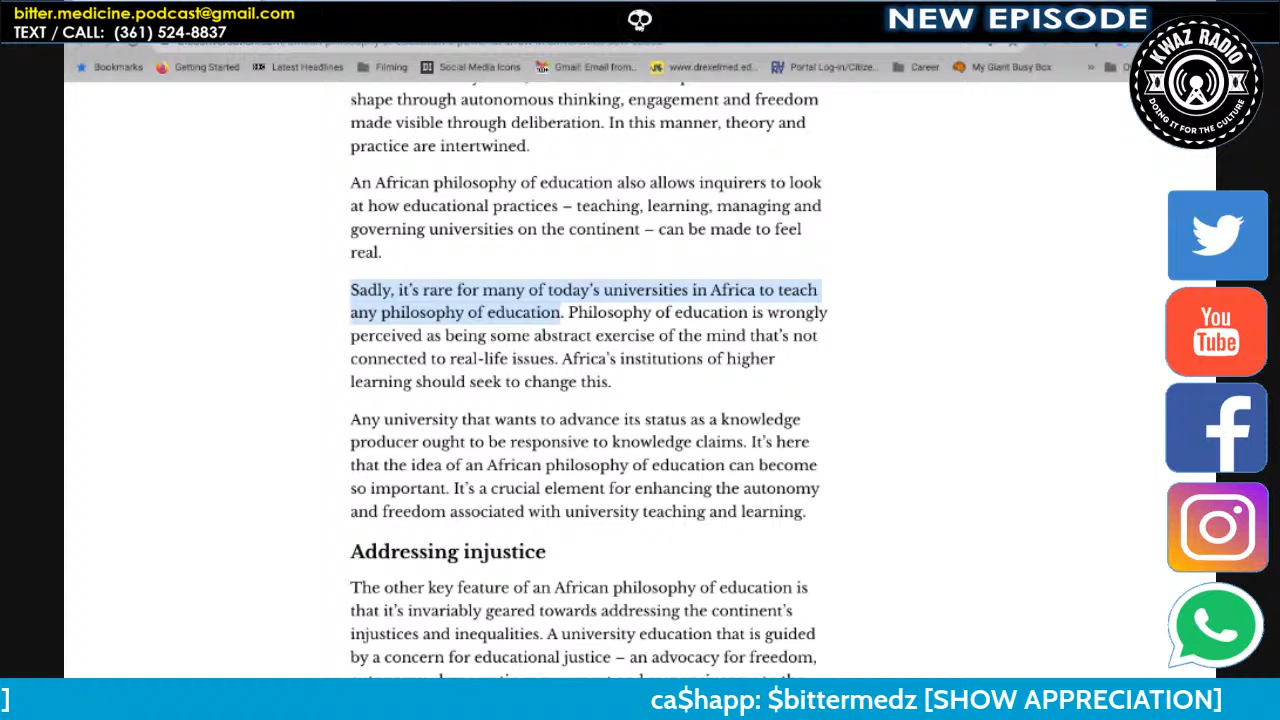 bitter.medicine.podcast@gmail.com
TEXT / CALL: (361) 524-8837
NEW EPISODE
KWAZ RADIO
DOING IT FOR THE CULTURE
Bookmarks Getting Started Latest Headlines Filming Social Media Icons Gmail: Email from... www.drexelmed.ed... Portal Log-in/Citize... Career My Giant Busy Box »
shape through autonomous thinking, engagement and freedom
made visible through deliberation. In this manner, theory and
practice are intertwined.
An African philosophy of education also allows inquirers to look
at how educational practices – teaching, learning, managing and
governing universities on the continent – can be made to feel
real.
Sadly, it's rare for many of today's universities in Africa to teach
any philosophy of education. Philosophy of education is wrongly
perceived as being some abstract exercise of the mind that's not
connected to real-life issues. Africa's institutions of higher
learning should seek to change this.
Any university that wants to advance its status as a knowledge
producer ought to be responsive to knowledge claims. It's here
that the idea of an African philosophy of education can become
so important. It's a crucial element for enhancing the autonomy
and freedom associated with university teaching and learning.
Addressing injustice
The other key feature of an African philosophy of education is
that it's invariably geared towards addressing the continent's
injustices and inequalities. A university education that is guided
by a concern for educational justice – an advocacy for freedom,
You
Tube
] ca$happ: $bittermedz [SHOW APPRECIATION]